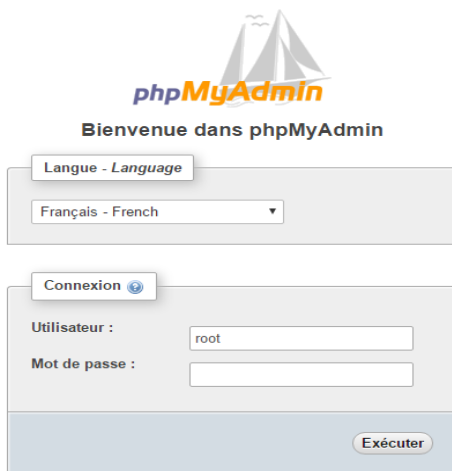 phpMyAdmin
Bienvenue dans phpMyAdmin
Langue - Language
Français - French
Connexion
Utilisateur :
root
Mot de passe :
Exécuter